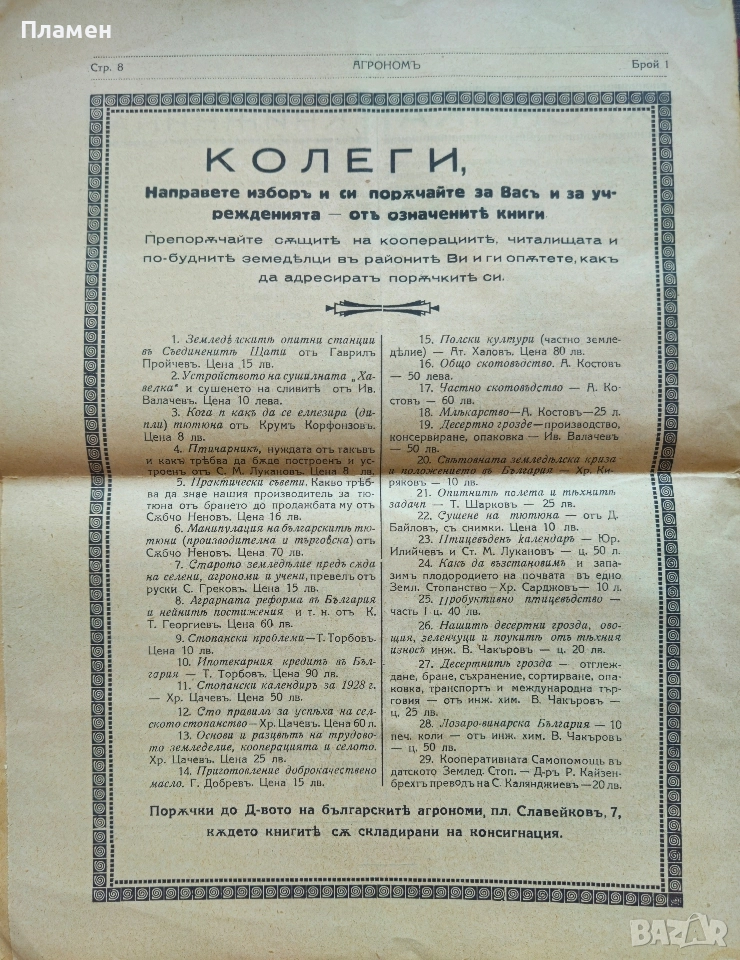 Пламен
Стр. 8
АГРОНОМЪ
Брой 1
КОЛЕГИ,
Направете изборъ и си порѫчайте за Васъ и за уч-
режденията — отъ означенитѣ книги
Препорѫчайте сѫщитѣ на кооперациитѣ, читалищата и
по-буднитѣ земедѣлци въ районитѣ Ви и ги опѫтете, какъ
да адресиратъ порѫчкитѣ си.
1. Земледѣлскитѣ опитни станции
въ Съединенитѣ Щати отъ Гаврилъ
Пройчевъ. Цена 15 лв.
2. Устройството на сушилната „Ха-
велка" и сушенето на сливитѣ отъ Ив.
Валачевъ. Цена 10 лева.
3. Кога п какъ да се елпезира (ди-
пли) тютюна отъ Крумъ Корфонзовъ.
Цена 8 лв.
4. Птичарникъ, нуждата отъ такъвъ
и какъ трѣбва да бѫде построенъ и ус-
троенъ отъ С. М. Лукановъ. Цена 8 лв.
5. Практически съвети. Какво трѣб-
ва да знае нашия производитель за тю-
тюна отъ брането до продажбата му отъ
Сѫбчо Неновъ. Цена 16 лв.
6. Манипулация на българскитѣ тю-
тюни (производителна и търговска) отъ
Сѫбчо Неновъ. Цена 70 лв.
7. Старото земледѣлие предъ сѫда
на селени, агрономи и учени, превелъ отъ
руски С. Грековъ. Цена 15 лв.
8. Аграрната реформа въ България
и нейнитѣ постижения и т. н. отъ К.
Т. Георгиевъ. Цена 60 лв.
9. Стопански проблеми—Т. Торбовъ.
Цена 10 лв.
10. Ипотекарния кредитъ въ Бъл-
гария — Т. Торбовъ. Цена 90 лв.
11. Стопански календиръ за 1928 г.
— Хр. Цачевъ. Цена 50 лв.
12. Сто правила за успѣха на сел-
ското стопанство—Хр. Цачевъ. Цена 60 л.
13. Основи и разцвѣтъ на трудово-
то земледелие, кооперацията и селото.
Хр. Цачевъ. Цена 25 лв.
14. Приготовление доброкачествено
масло. Г. Добревъ. Цена 15 лв.
15. Полски култури (частно земле-
дѣлие) — Ат. Халовъ. Цена 80 лв.
16. Общо скотовъдство. А. Костовъ
— 50 лева.
17. Частно скотовъдство — А. Ко-
стовъ — 60 лв.
18. Млѣкарство—А. Костовъ—25 л.
19. Десертно грозде—производство,
консервиране, опаковка — Ив. Валачевъ
— 50 лв.
20. Свѣтовната земледѣлска криза
и положението въ България — Хр. Ки-
ряковъ — 10 лв.
21. Опитнитѣ полета и тѣхнитѣ
задачп — Т. Шарковъ — 25 лв.
22. Сушене на тютюна — отъ Д.
Байловъ, съ снимки. Цена 10 лв.
23. Птицевъденъ календаръ — Юр.
Илийчевъ и Ст. М. Лукановъ — ц. 50 л.
24. Какъ да възстановимъ и запа-
зимъ плодородието на почвата въ едно
Земл. Стопанство—Хр. Сарджовъ— 10 л.
25. Пробуктивно птицевъдство —
часть I ц. 40 лв.
26. Нашитѣ десертни грозда, ово-
щия, зеленчуци и поукитѣ отъ тѣхния
износъ инж. В. Чакъровъ — ц. 20 лв.
27. Десертнитѣ грозда — отглеж-
дане, бране, съхранение, сортирване, опа-
ковка, транспортъ и международна тър-
говия — отъ инж. хим. В. Чакъровъ —
ц. 25 лв.
28. Лозаро-винарска България — 10
печ. коли — отъ инж. хим. В. Чакъровъ
— ц. 50 лв.
29. Кооперативната Самопомощь въ
датското Землед. Стоп. — Д-ръ Р. Кайзен-
брехгъ преводъ на С. Калянджиевъ—20 лв.
Порѫчки до Д-вото на българскитѣ агрономи, пл. Славейковъ, 7,
кѫдето книгитѣ сѫ складирани на консигнация.
BAZAR